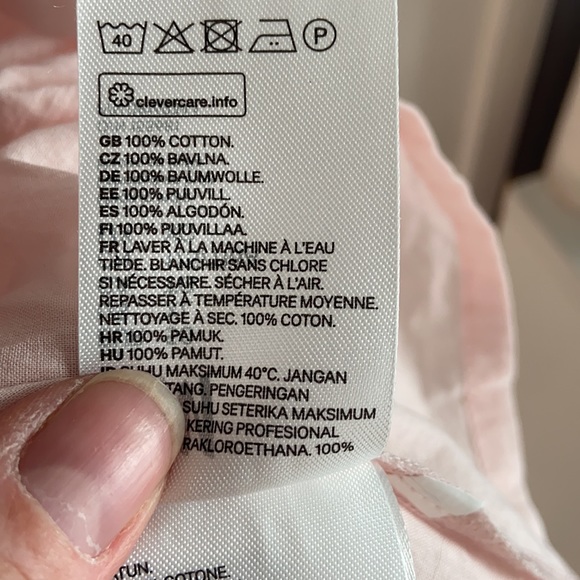 40 P
clevercare.info
GB 100% COTTON.
CZ 100% BAVLNA.
DE 100% BAUMWOLLE.
EE 100% PUUVILL.
ES 100% ALGODÓN.
FI 100% PUUVILLAA.
FR LAVER À LA MACHINE À L'EAU
TIÈDE. BLANCHIR SANS CHLORE
SI NÉCESSAIRE. SÉCHER À L'AIR.
REPASSER À TEMPÉRATURE MOYENNE.
NETTOYAGE À SEC. 100% COTON.
HR 100% PAMUK.
HU 100% PAMUT.
ID SUHU MAKSIMUM 40°C. JANGAN
PENGERINGAN
SUHU SETERIKA MAKSIMUM
KERING PROFESIONAL
100%